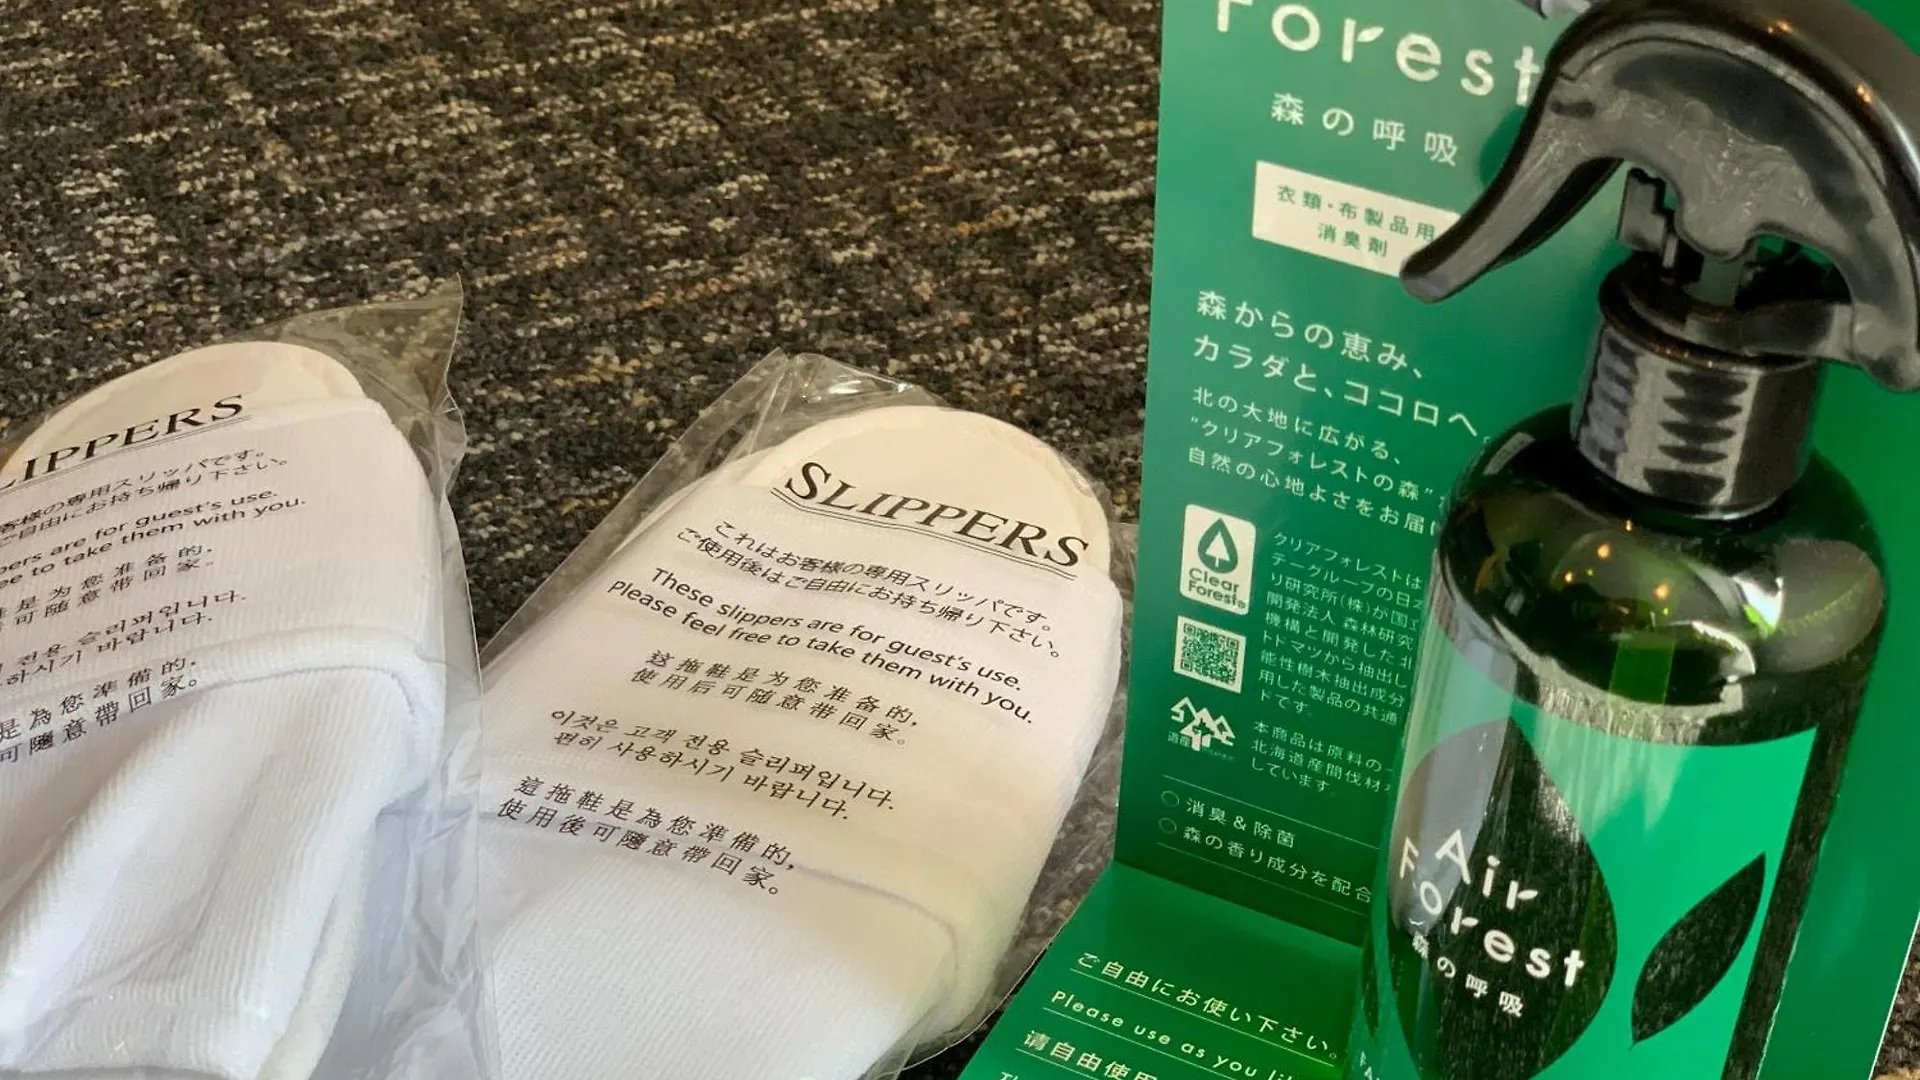 LIPPERS
客様の専用スリッパです。
ご自由にお持ち帰り下さい。
pers are for guest's use.
ee to take them with you.
是为您准备的,
可随意帶回家。
전용 슬리퍼입니다.
하시기 바랍니다.
是為您準備的,
可隨意帶回家。
SLIPPERS
これはお客様の専用スリッパです。
ご使用後はご自由にお持ち帰り下さい。
These slippers are for guest's use.
Please feel free to take them with you.
这拖鞋是为您准备的,
使用后可随意帶回家。
이것은 고객 전용 슬리퍼입니다.
편히 사용하시기 바랍니다.
這拖鞋是為您準備的,
使用後可隨意帶回家。
Forest
森の呼吸
衣類・布製品用
消臭剤
森からの恵み、
カラダと、ココロへ。
北の大地に広がる、
"クリアフォレストの森"
自然の心地よさをお届け
Clear
Forest®
クリアフォレストは
テーグループの日本
り研究所(株)が国立
開発法人 森林研究
機構と開発した北
トドマツから抽出し
能性樹木抽出成分
用した製品の共通
ドです。
道産
本商品は原料の一
北海道産間伐材
しています。
消臭&除菌
森の香り成分を配合
ご自由にお使い下さい。
Please use as you li
请自由使用
Air
Forest
森の呼吸